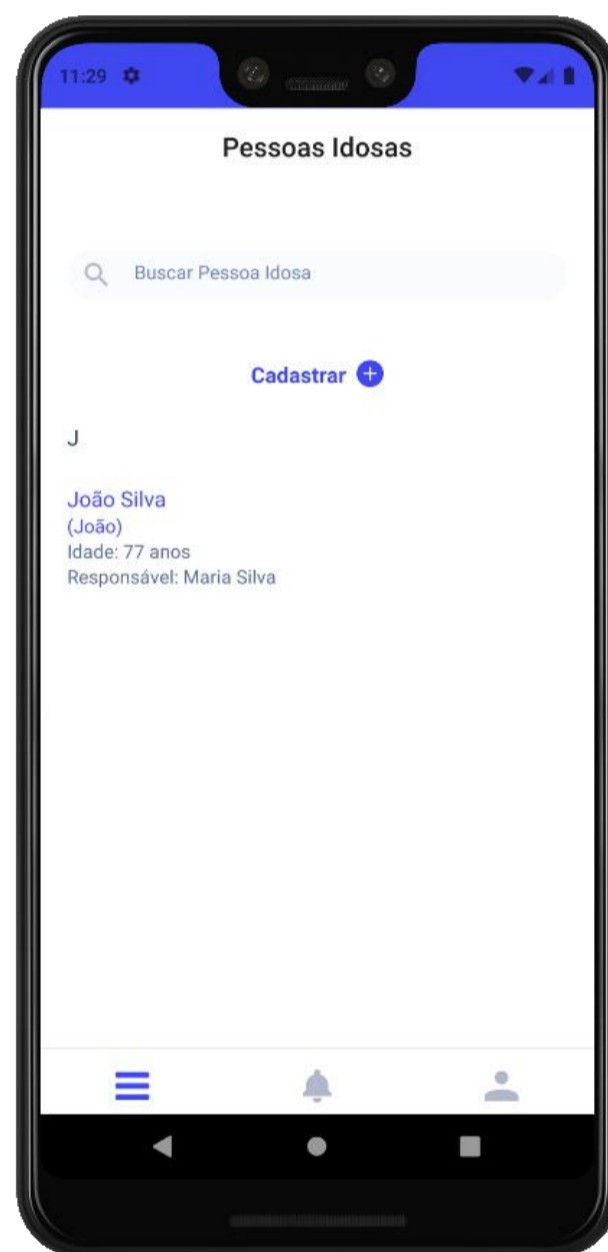 11:29
Pessoas Idosas
Buscar Pessoa Idosa
Cadastrar
J
João Silva
(João)
Idade: 77 anos
Responsável: Maria Silva